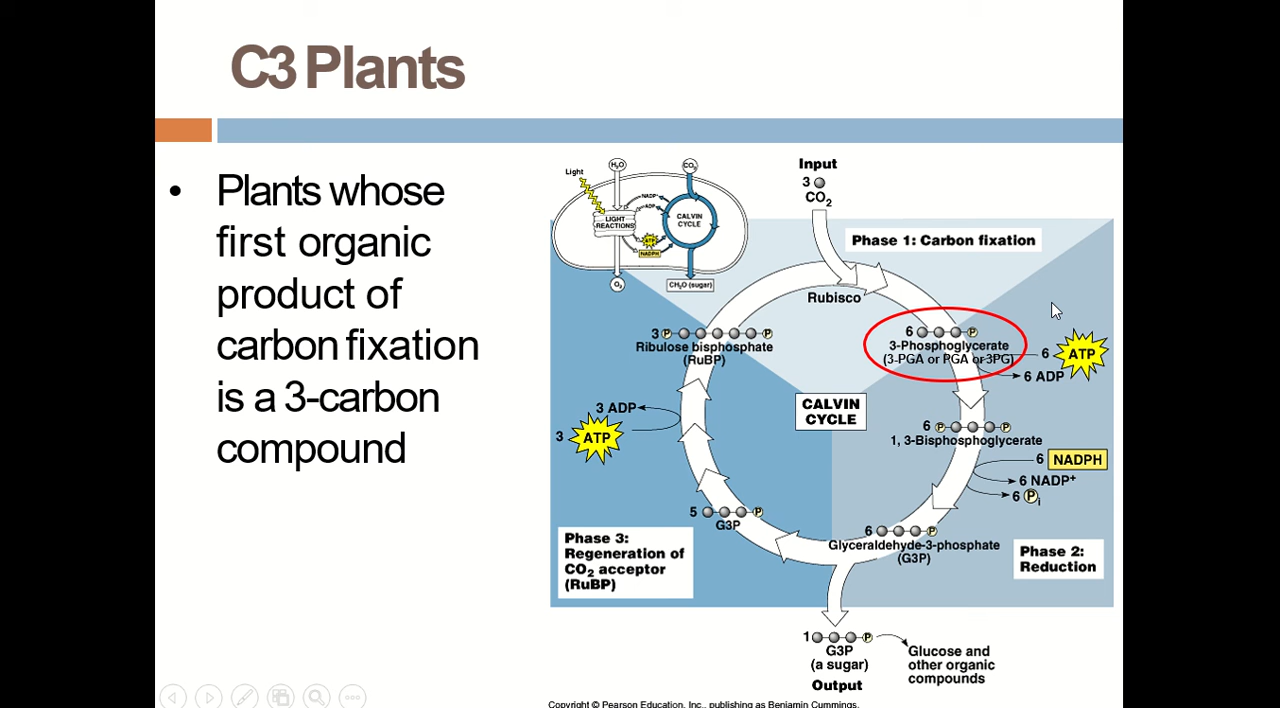 C3 Plants
• Plants whose
first organic
product of
carbon fixation
is a 3-carbon
compound
Light
H₂O
CO₂
NADP⁺
ADP
LIGHT
REACTIONS
CALVIN
CYCLE
ATP
NADPH
O₂
CH₂O (sugar)
Input
3
CO₂
Phase 1: Carbon fixation
Rubisco
3 P P
Ribulose bisphosphate
(RuBP)
6 P
3-Phosphoglycerate
(3-PGA or PGA or 3PG)
6 ATP
6 ADP
CALVIN
CYCLE
3 ADP
3 ATP
6 P P
1, 3-Bisphosphoglycerate
6 NADPH
6 NADP⁺
6 Pi
5 P
G3P
6 P
Glyceraldehyde-3-phosphate
(G3P)
Phase 3:
Regeneration of
CO₂ acceptor
(RuBP)
Phase 2:
Reduction
1 P
G3P
(a sugar)
Output
Glucose and
other organic
compounds
Copyright © Pearson Education, Inc., publishing as Benjamin Cummings.